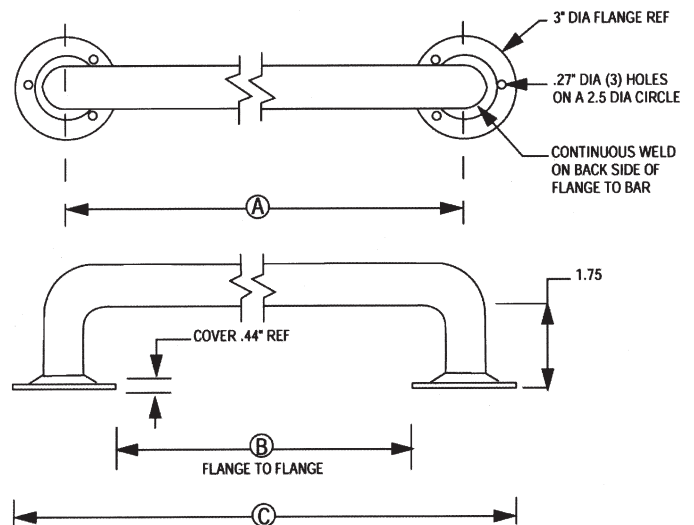 3" DIA FLANGE REF
.27" DIA (3) HOLES
ON A 2.5 DIA CIRCLE
CONTINUOUS WELD
ON BACK SIDE OF
FLANGE TO BAR
A
1.75
COVER .44" REF
B
FLANGE TO FLANGE
C